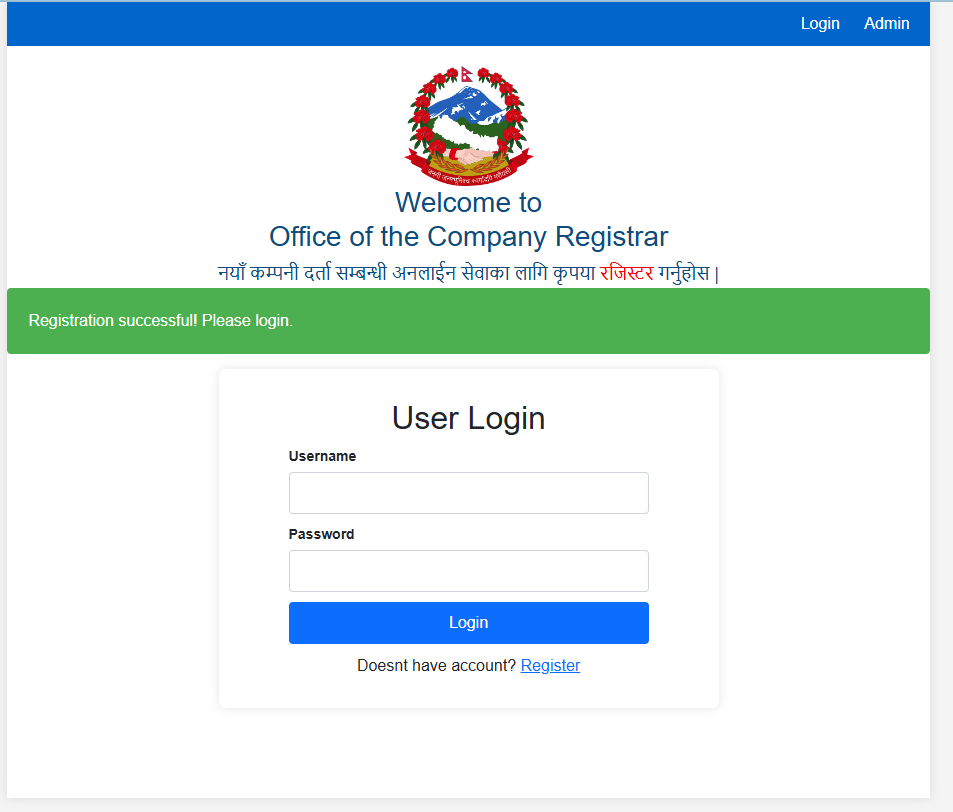 Login Admin
Welcome to
Office of the Company Registrar
नयाँ कम्पनी दर्ता सम्बन्धी अनलाईन सेवाका लागि कृपया रजिस्टर गर्नुहोस |
Registration successful! Please login.
User Login
Username
Password
Login
Doesnt have account? Register